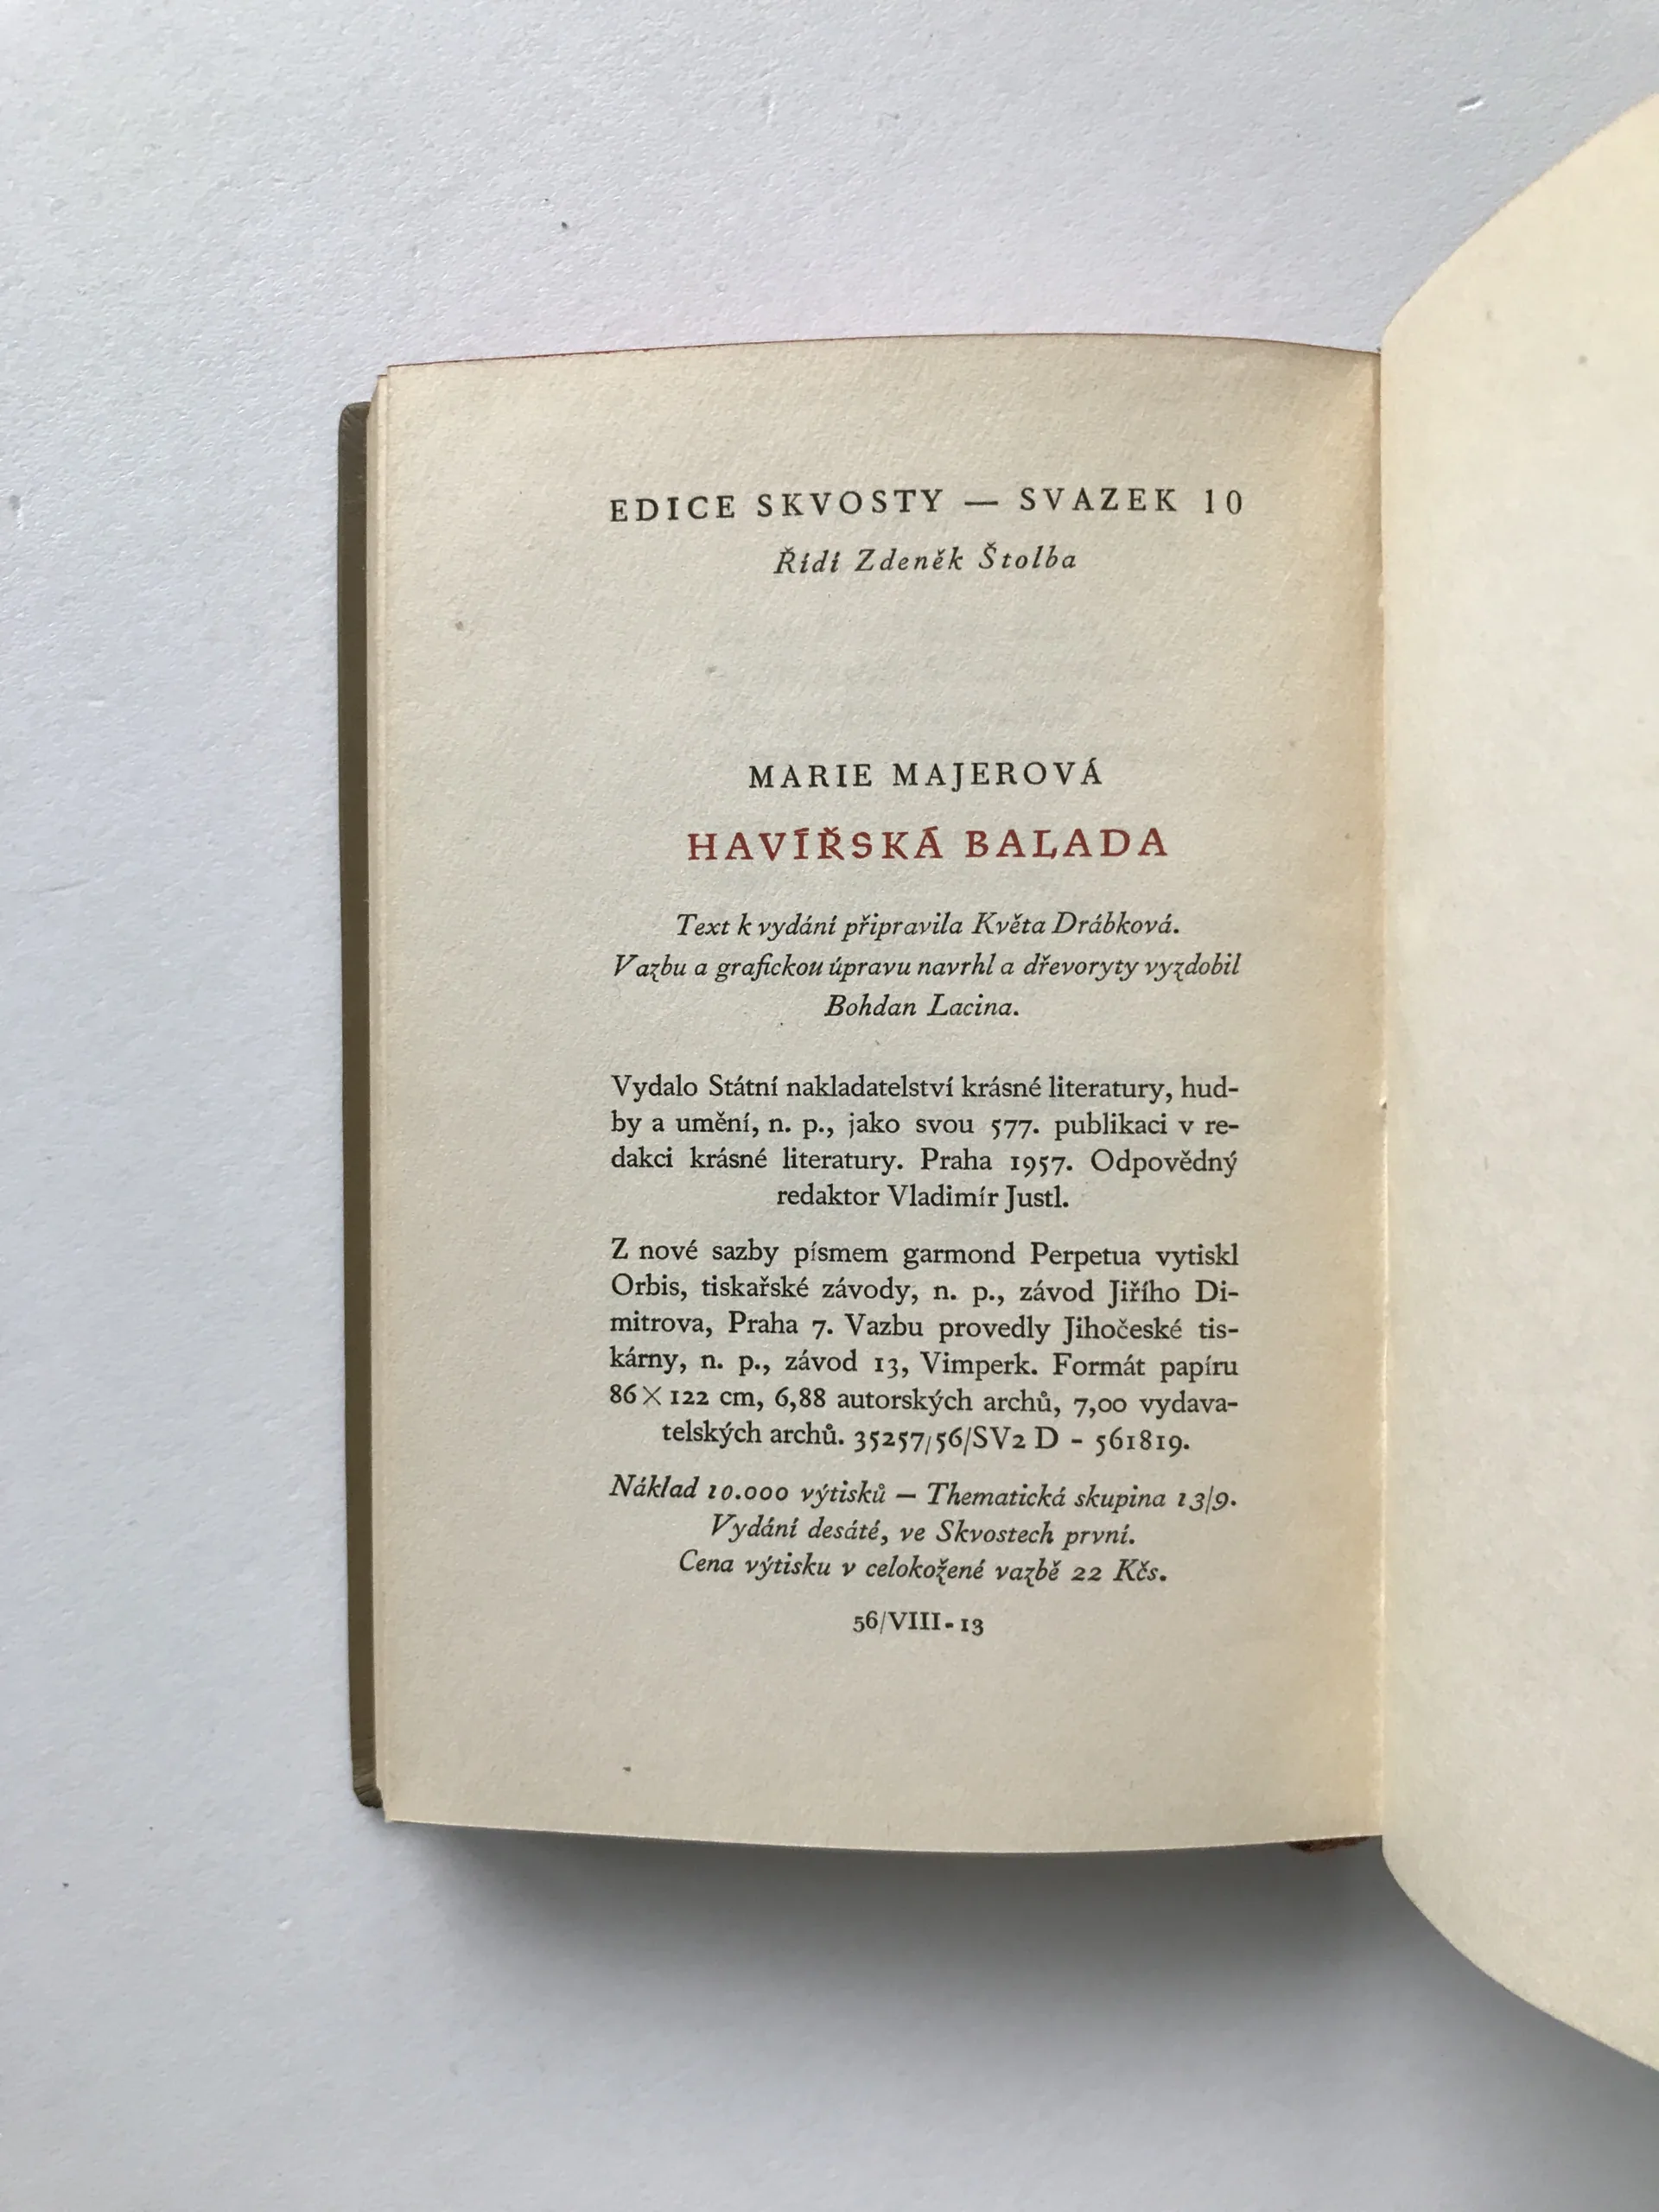 EDICE SKVOSTY — SVAZEK 10
Řídí Zdeněk Štolba
MARIE MAJEROVÁ
HAVÍŘSKÁ BALADA
Text k vydání připravila Květa Drábková.
Vazbu a grafickou úpravu navrhl a dřevoryty vyzdobil
Bohdan Lacina.
Vydalo Státní nakladatelství krásné literatury, hud-
by a umění, n. p., jako svou 577. publikaci v re-
dakci krásné literatury. Praha 1957. Odpovědný
redaktor Vladimír Justl.
Z nové sazby písmem garmond Perpetua vytiskl
Orbis, tiskařské závody, n. p., závod Jiřího Di-
mitrova, Praha 7. Vazbu provedly Jihočeské tis-
kárny, n. p., závod 13, Vimperk. Formát papíru
86 × 122 cm, 6,88 autorských archů, 7,00 vydava-
telských archů. 35257/56/SV2 D - 561819.
Náklad 10.000 výtisků — Thematická skupina 13/9.
Vydání desáté, ve Skvostech první.
Cena výtisku v celokožené vazbě 22 Kčs.
56/VIII-13